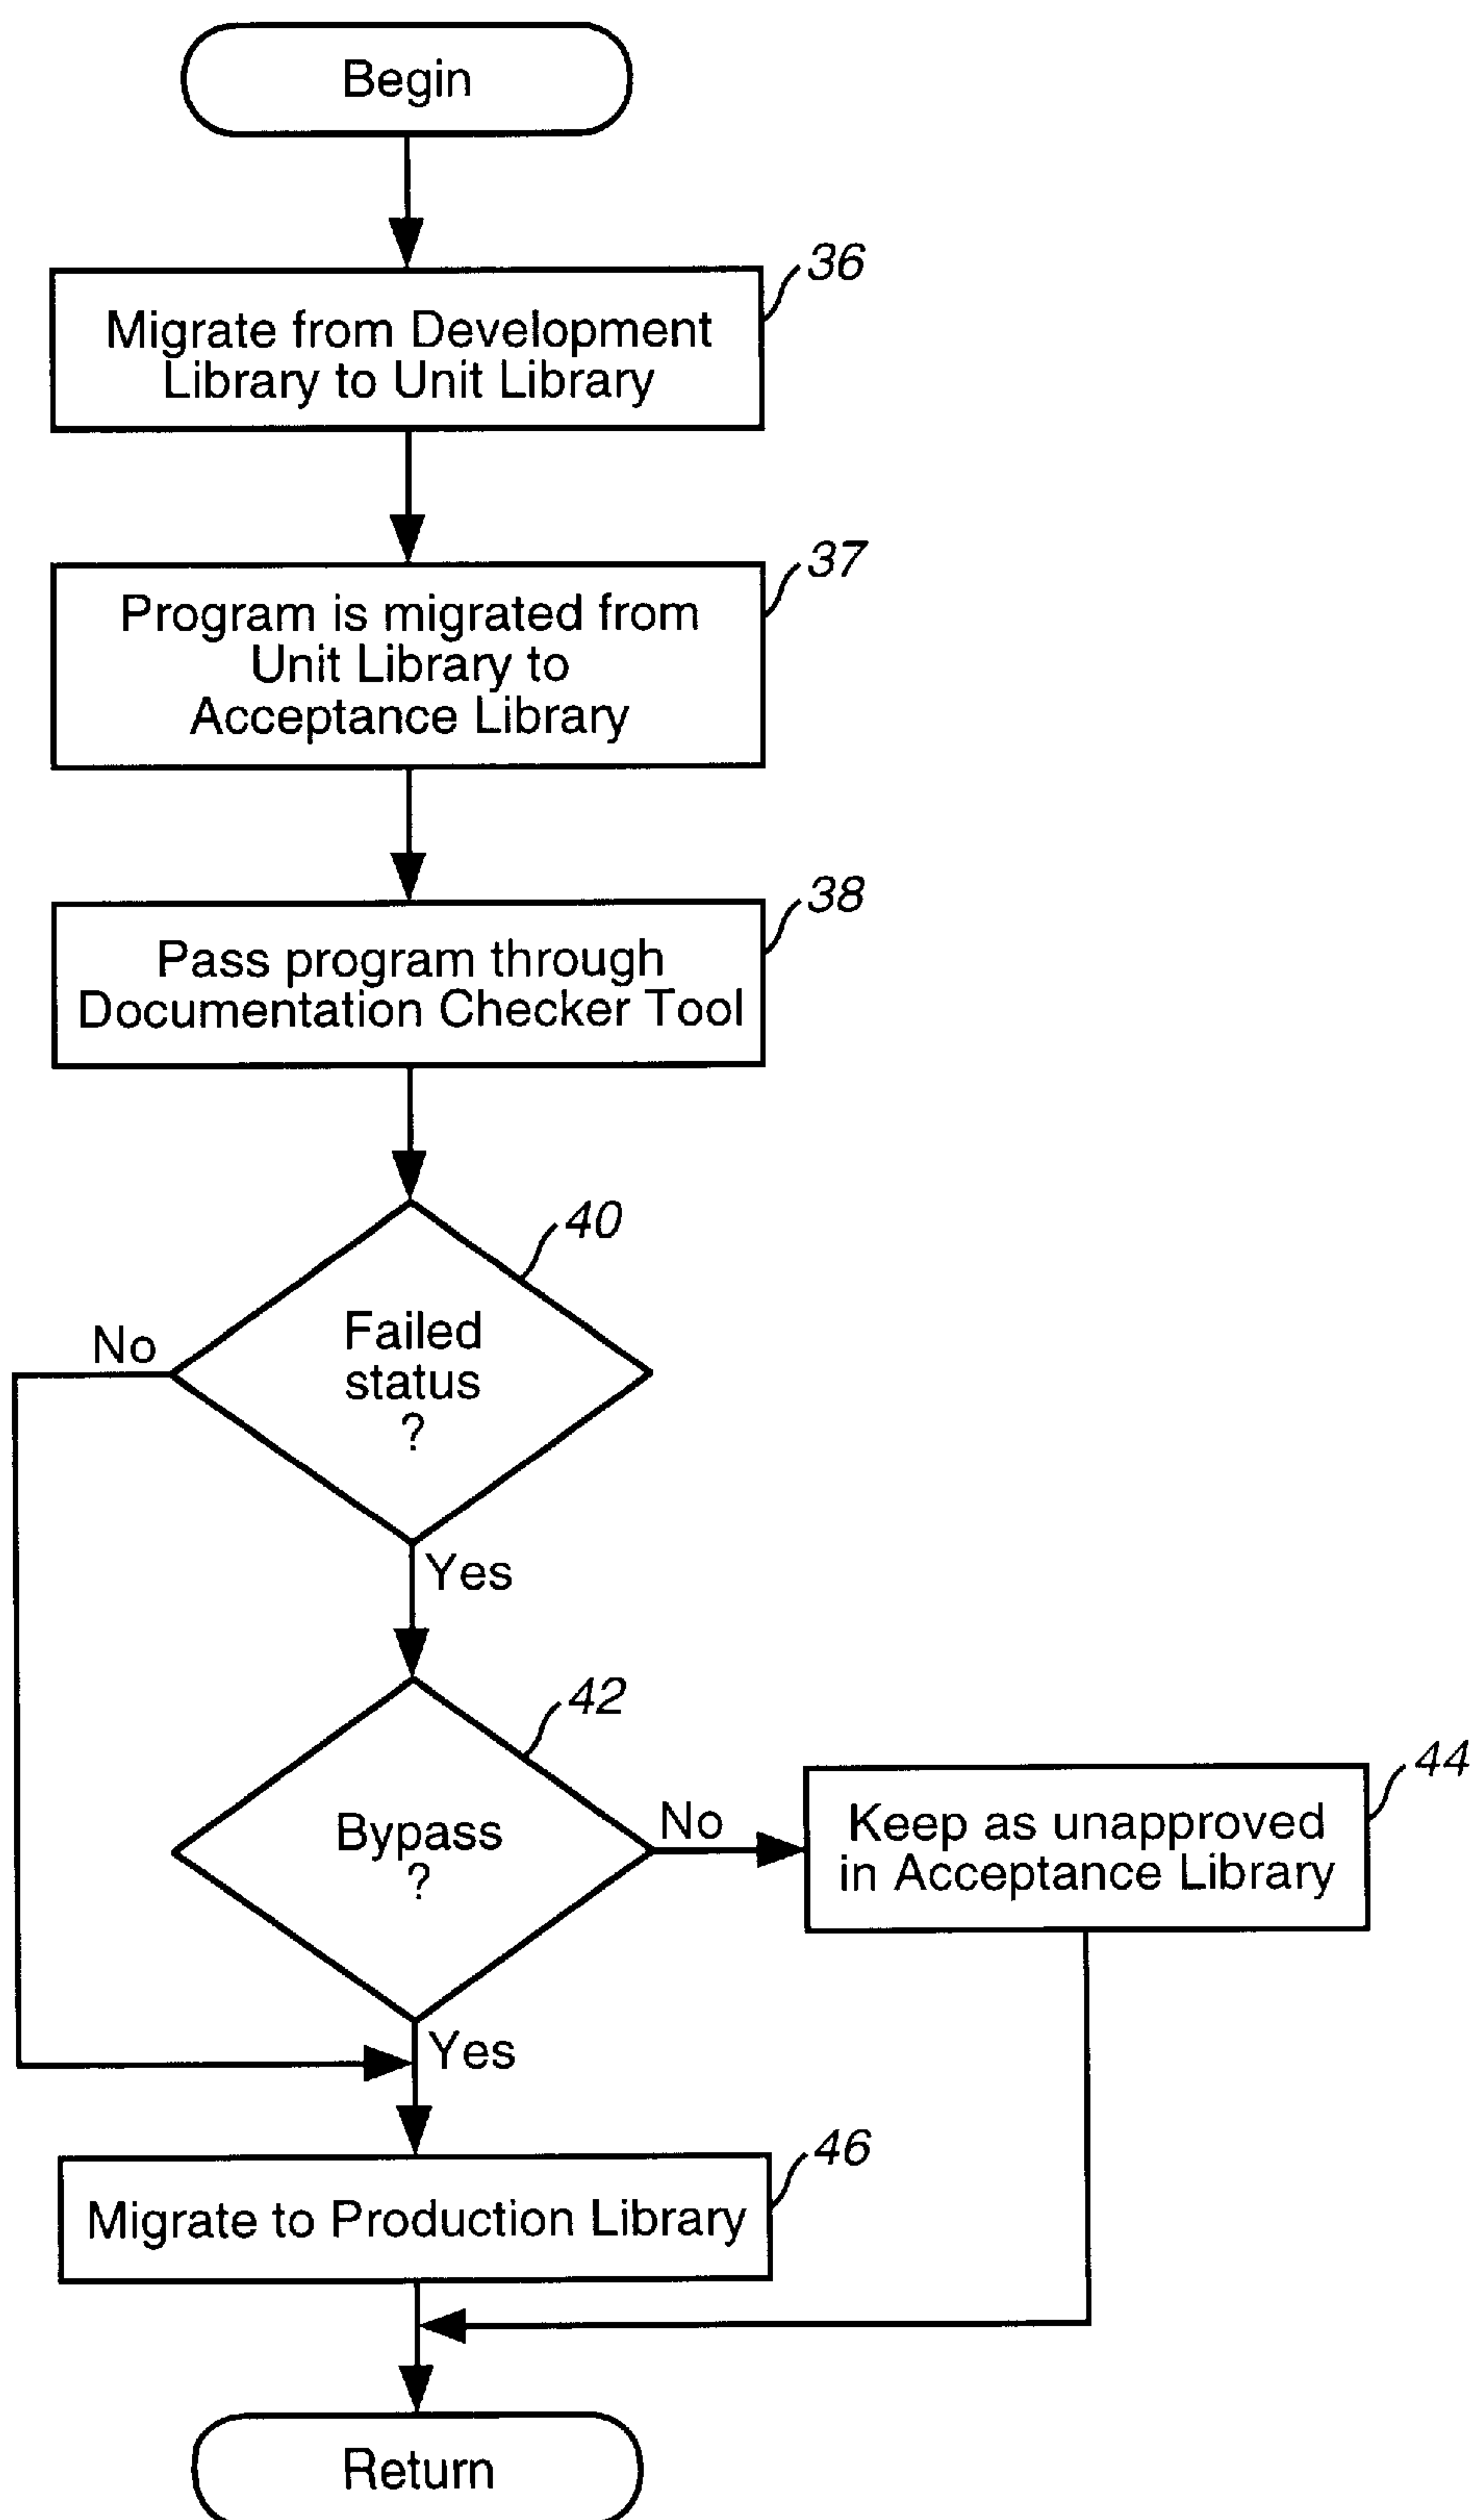 Begin
36
Migrate from Development
Library to Unit Library
37
Program is migrated from
Unit Library to
Acceptance Library
38
Pass program through
Documentation Checker Tool
40
Failed
status
?
No
Yes
42
Bypass
?
No
44
Keep as unapproved
in Acceptance Library
Yes
46
Migrate to Production Library
Return